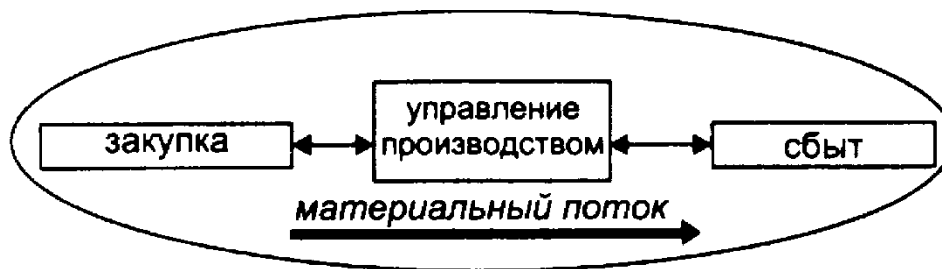 закупка
управление
производством
сбыт
материальный поток